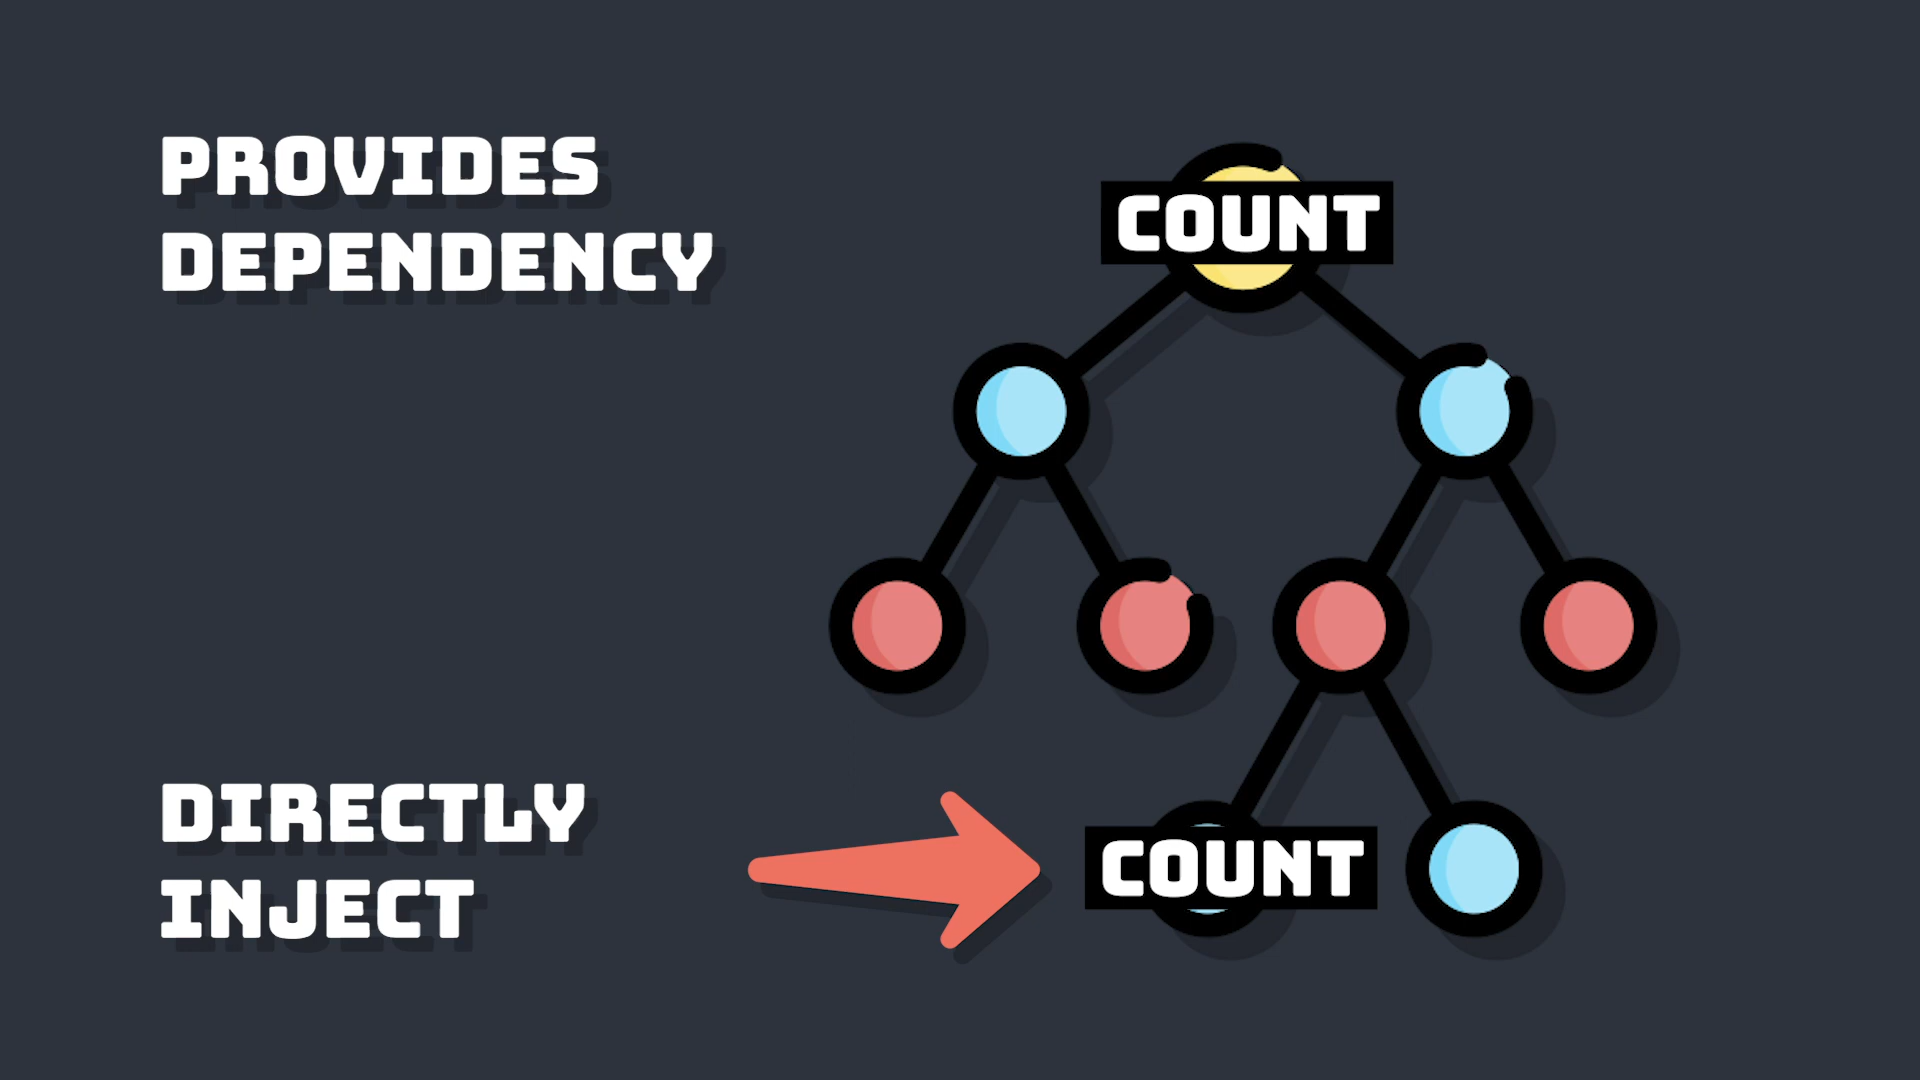 PROVIDES
DEPENDENCY
COUNT
DIRECTLY
INJECT
COUNT